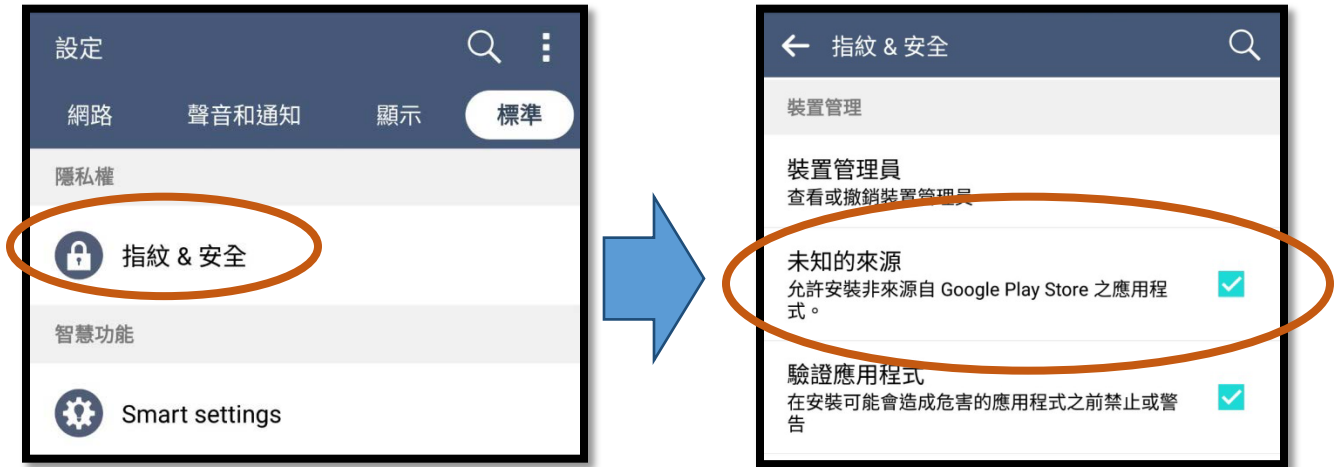 設定
網路 聲音和通知 顯示 標準
隱私權
指紋 & 安全
智慧功能
Smart settings
指紋 & 安全
裝置管理
裝置管理員
查看或撤銷裝置管理員
未知的來源
允許安裝非來源自 Google Play Store 之應用程
式。
驗證應用程式
在安裝可能會造成危害的應用程式之前禁止或警
告